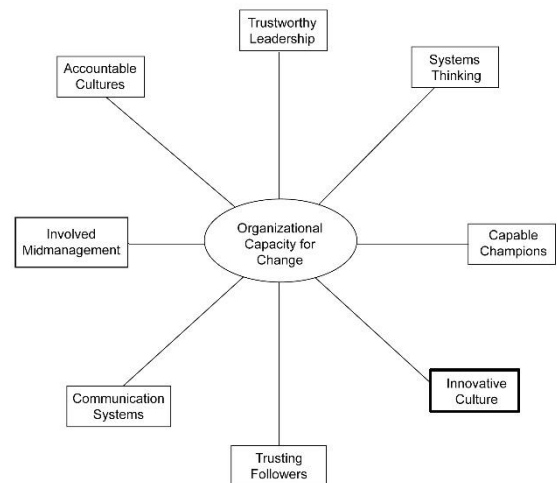 Trustworthy
Leadership
Accountable
Cultures
Systems
Thinking
Involved
Midmanagement
Organizational
Capacity for
Change
Capable
Champions
Communication
Systems
Innovative
Culture
Trusting
Followers